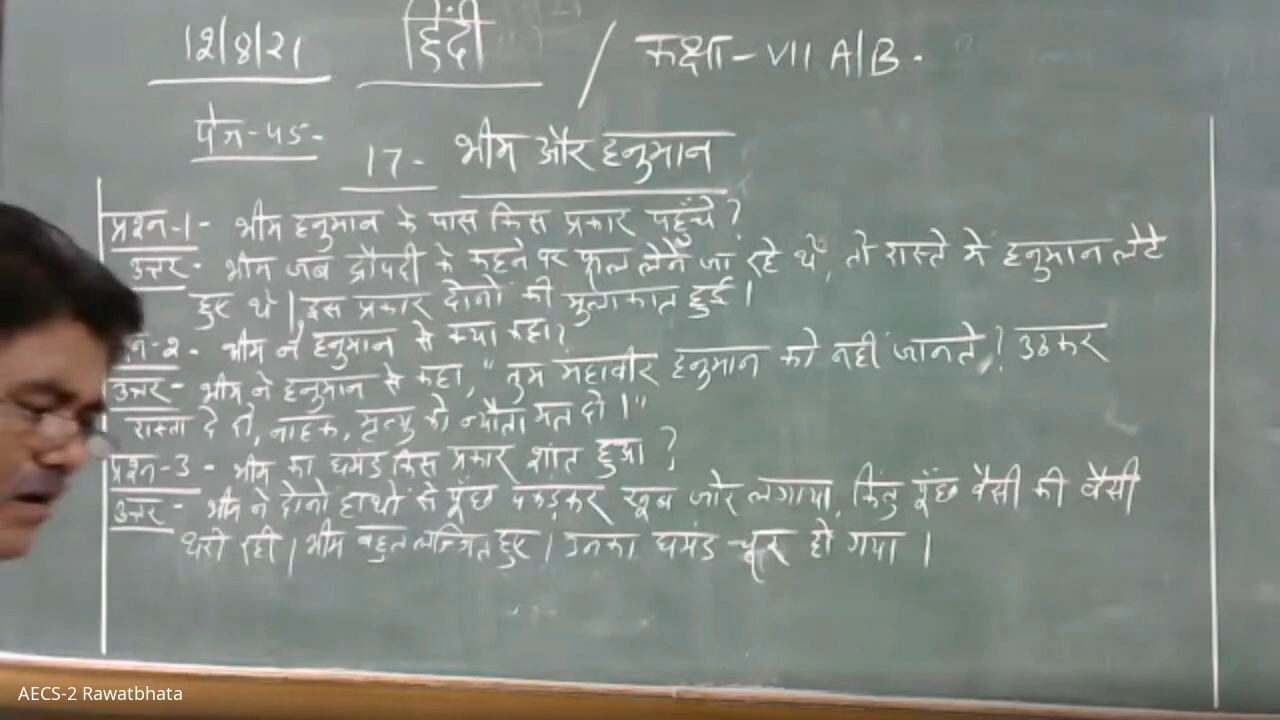 12/8/21 हिंदी / कक्षा - VII A/B.
पेज - 45 -
17 - भीम और हनुमान
प्रश्न-1 - भीम हनुमान के पास किस प्रकार पहुँचे?
उत्तर - भीम जब द्रौपदी के कहने पर फूल लेने जा रहे थे, तो रास्ते में हनुमान लेटे
हुए थे। इस प्रकार दोनों की मुलाकात हुई।
न-2 - भीम ने हनुमान से क्या कहा?
उत्तर - भीम ने हनुमान से कहा, "तुम महावीर हनुमान को नहीं जानते? उठकर
रास्ता दे दो, नाहक, मृत्यु को न्यौता मत दो।"
प्रश्न-3 - भीम का घमंड किस प्रकार शांत हुआ?
उत्तर - भीम ने दोनो हाथों से पूँछ पकड़कर खूब जोर लगाया, किंतु पूँछ वैसी की वैसी
धरी रही। भीम बहुत लज्जित हुए। उनका घमंड चूर हो गया।
AECS-2 Rawatbhata